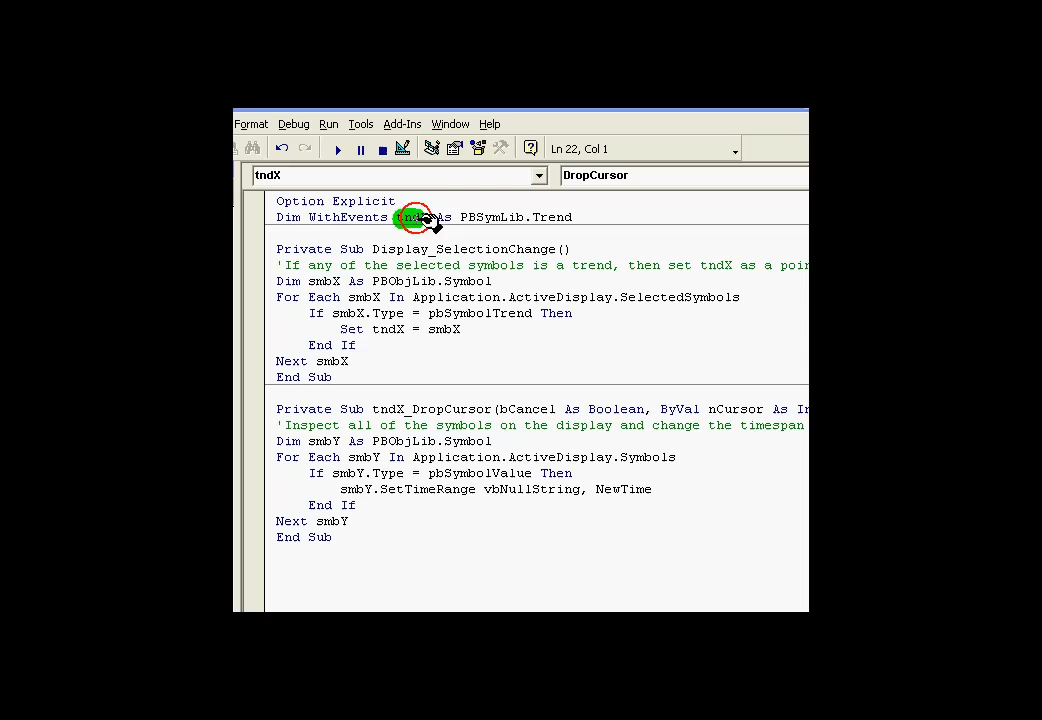 Format Debug Run Tools Add-Ins Window Help
Ln 22, Col 1
tndX DropCursor
Option Explicit
Dim WithEvents tndX As PBSymLib.Trend
Private Sub Display_SelectionChange()
'If any of the selected symbols is a trend, then set tndX as a poin
Dim smbX As PBObjLib.Symbol
For Each smbX In Application.ActiveDisplay.SelectedSymbols
If smbX.Type = pbSymbolTrend Then
Set tndX = smbX
End If
Next smbX
End Sub
Private Sub tndX_DropCursor(bCancel As Boolean, ByVal nCursor As In
'Inspect all of the symbols on the display and change the timespan
Dim smbY As PBObjLib.Symbol
For Each smbY In Application.ActiveDisplay.Symbols
If smbY.Type = pbSymbolValue Then
smbY.SetTimeRange vbNullString, NewTime
End If
Next smbY
End Sub